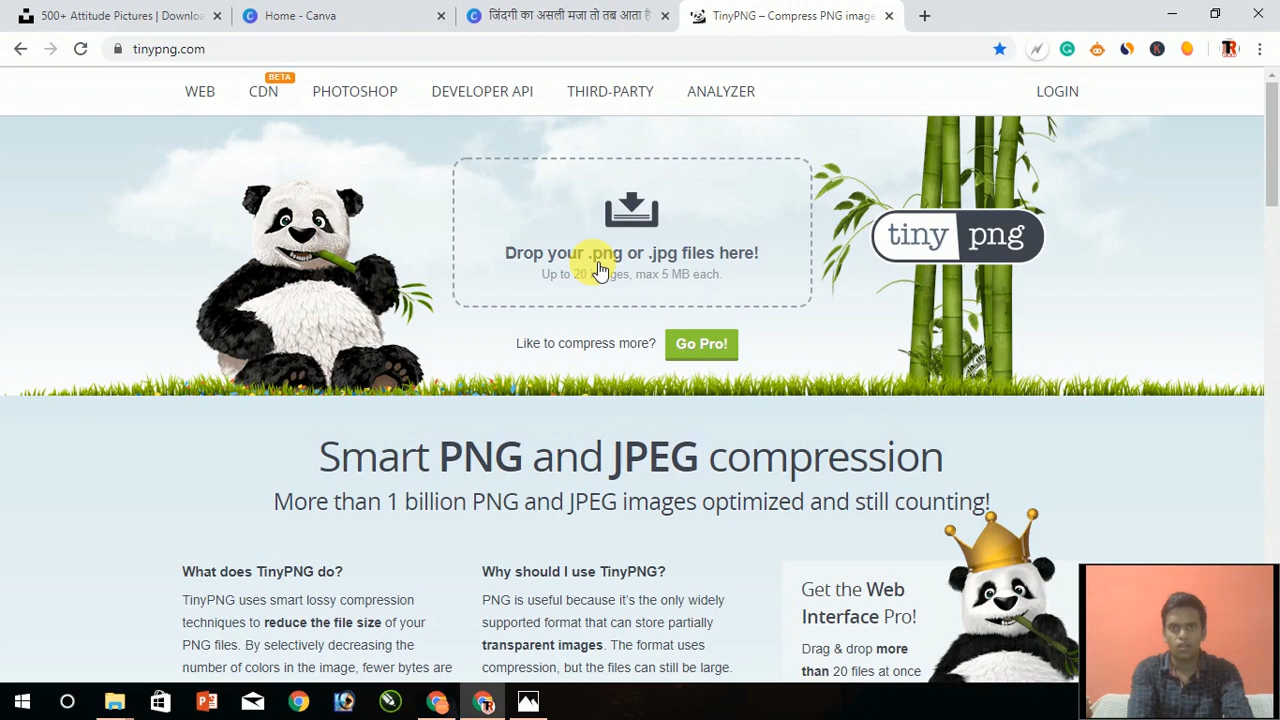 500+ Attitude Pictures | Downloa
Home - Canva
जिंदगी का असली मजा तो तब आता है
TinyPNG – Compress PNG image
tinypng.com
BETA
WEB CDN PHOTOSHOP DEVELOPER API THIRD-PARTY ANALYZER LOGIN
Drop your .png or .jpg files here!
Up to 20 max 5 MB each.
tiny png
Like to compress more? Go Pro!
Smart PNG and JPEG compression
More than 1 billion PNG and JPEG images optimized and still counting!
What does TinyPNG do?
TinyPNG uses smart lossy compression
techniques to reduce the file size of your
PNG files. By selectively decreasing the
number of colors in the image, fewer bytes are
Why should I use TinyPNG?
PNG is useful because it's the only widely
supported format that can store partially
transparent images. The format uses
compression, but the files can still be large.
Get the Web
Interface Pro!
Drag & drop more
than 20 files at once